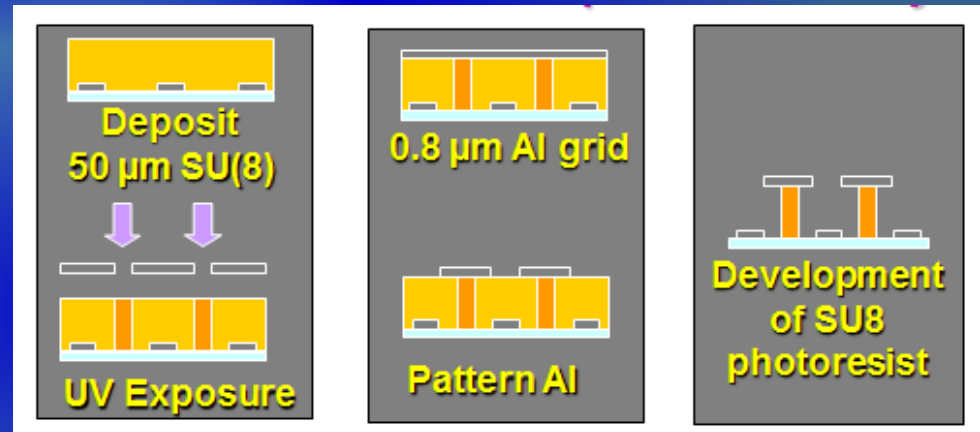 Deposit
50 µm SU(8)
UV Exposure
0.8 µm Al grid
Pattern Al
Development
of SU8
photoresist